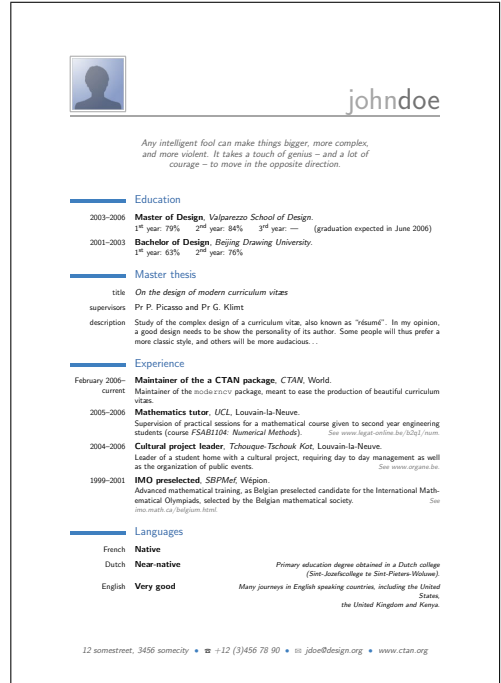 johndoe
Any intelligent fool can make things bigger, more complex,
and more violent. It takes a touch of genius – and a lot of
courage – to move in the opposite direction.
Education
2003–2006 Master of Design, Valparezzo School of Design.
1st year: 79% 2nd year: 84% 3rd year: — (graduation expected in June 2006)
2001–2003 Bachelor of Design, Beijing Drawing University.
1st year: 63% 2nd year: 76%
Master thesis
title On the design of modern curriculum vitæs
supervisors Pr P. Picasso and Pr G. Klimt
description Study of the complex design of a curriculum vitæ, also known as “résumé”. In my opinion,
a good design needs to be show the personality of its author. Some people will thus prefer a
more classic style, and others will be more audacious. . .
Experience
February 2006– Maintainer of the a CTAN package, CTAN, World.
current Maintainer of the moderncv package, meant to ease the production of beautiful curriculum
vitæs.
2005–2006 Mathematics tutor, UCL, Louvain-la-Neuve.
Supervision of practical sessions for a mathematical course given to second year engineering
students (course FSAB1104: Numerical Methods). See www.legat-online.be/b2q1/num.
2004–2006 Cultural project leader, Tchouque-Tschouk Kot, Louvain-la-Neuve.
Leader of a student home with a cultural project, requiring day to day management as well
as the organization of public events. See www.organe.be.
1999–2001 IMO preselected, SBPMef, Wépion.
Advanced mathematical training, as Belgian preselected candidate for the International Math-
ematical Olympiads, selected by the Belgian mathematical society. See
imo.math.ca/belgium.html.
Languages
French Native
Dutch Near-native Primary education degree obtained in a Dutch college
(Sint-Jozefscollege te Sint-Pieters-Woluwe).
English Very good Many journeys in English speaking countries, including the United
States,
the United Kingdom and Kenya.
12 somestreet, 3456 somecity • ☎ +12 (3)456 78 90 • ✉ jdoe@design.org • www.ctan.org